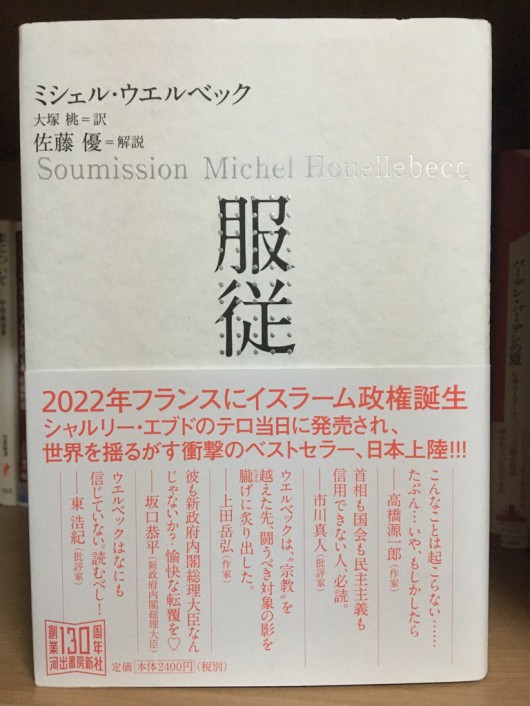 ミシェル・ウエルベック
大塚 桃=訳
佐藤 優=解説
Soumission Michel Houellebecq
服従
2022年フランスにイスラーム政権誕生
シャルリー・エブドのテロ当日に発売され、
世界を揺るがす衝撃のベストセラー、日本上陸!!!
こんなことは起こらない……
たぶん…いや、もしかしたら
――高橋源一郎(作家)
首相も国会も民主主義も
信用できない人、必読。
――市川真人(批評家)
ウエルベックは、“宗教”を
越えた先、闘うべき対象の影を
朧げに炙り出した。
――上田岳弘(作家)
彼も新政府内閣総理大臣なん
じゃないか?愉快な転覆を♡
――坂口恭平(新政府内閣総理大臣)
ウエルベックはなにも
信じていない。読むべし!
――東 浩紀(批評家)
創業130周年
河出書房新社
定価 本体2400円(税別)
バーデン・バーデンの夏